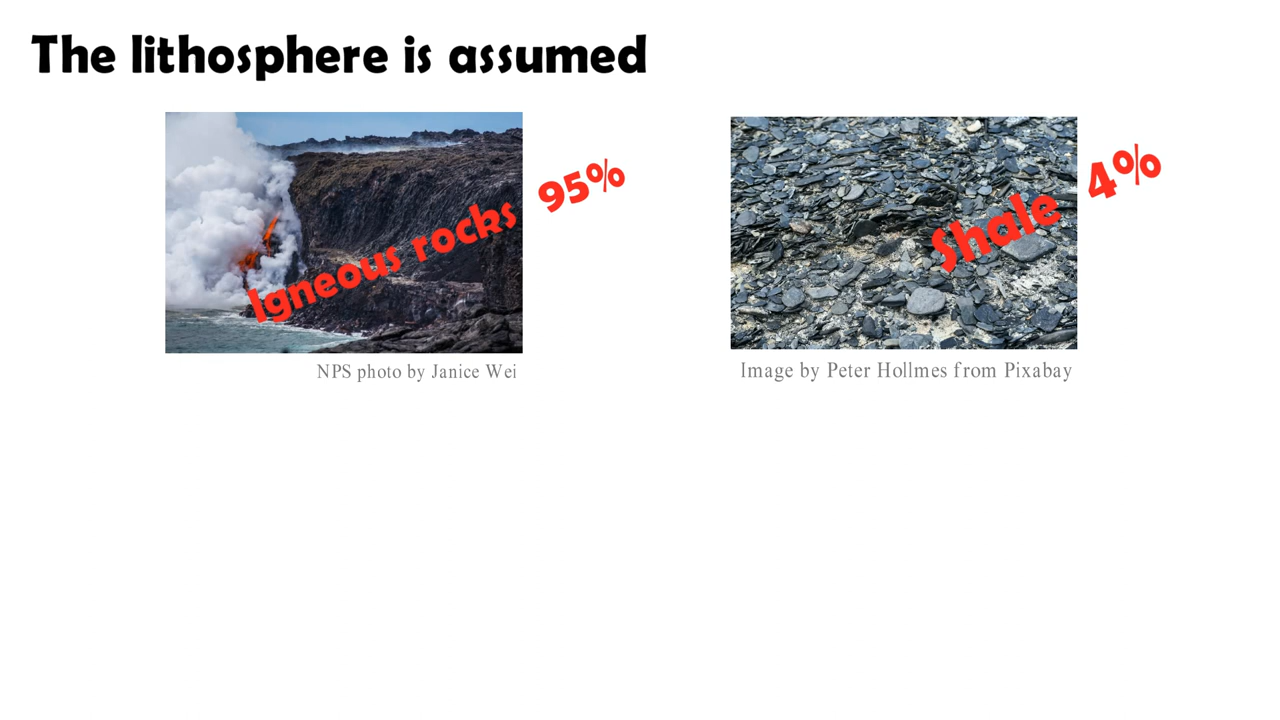 The lithosphere is assumed
Igneous rocks 95%
Shale 4%
NPS photo by Janice Wei
Image by Peter Hollmes from Pixabay